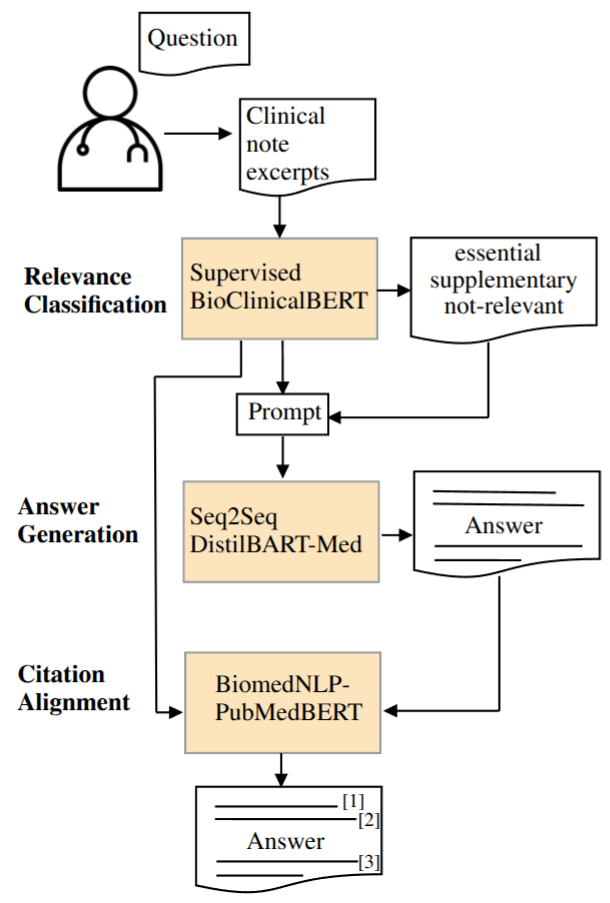 Question
Clinical
note
excerpts
Relevance
Classification
Supervised
BioClinicalBERT
essential
supplementary
not-relevant
Prompt
Answer
Generation
Seq2Seq
DistilBART-Med
Answer
Citation
Alignment
BiomedNLP-
PubMedBERT
[1]
[2]
Answer
[3]